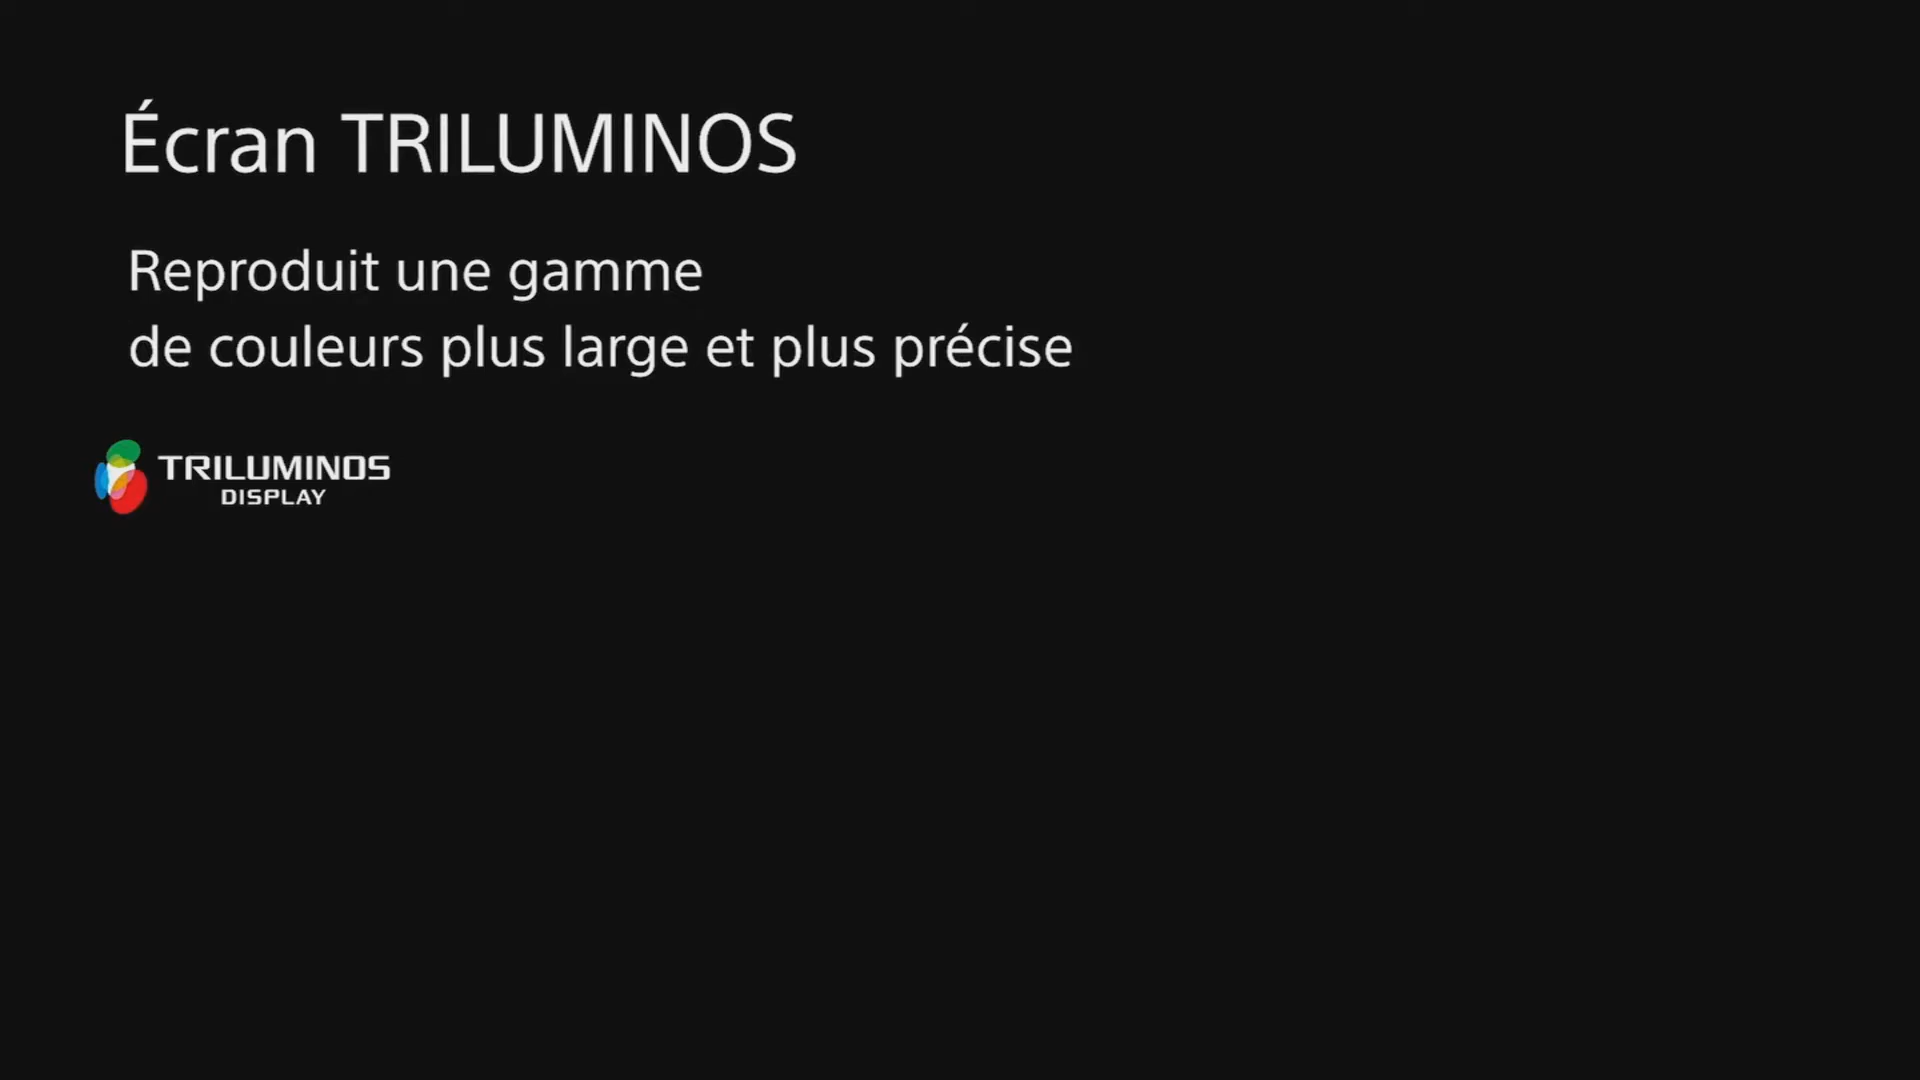 Écran TRILUMINOS
Reproduit une gamme
de couleurs plus large et plus précise
TRILUMINOS
DISPLAY